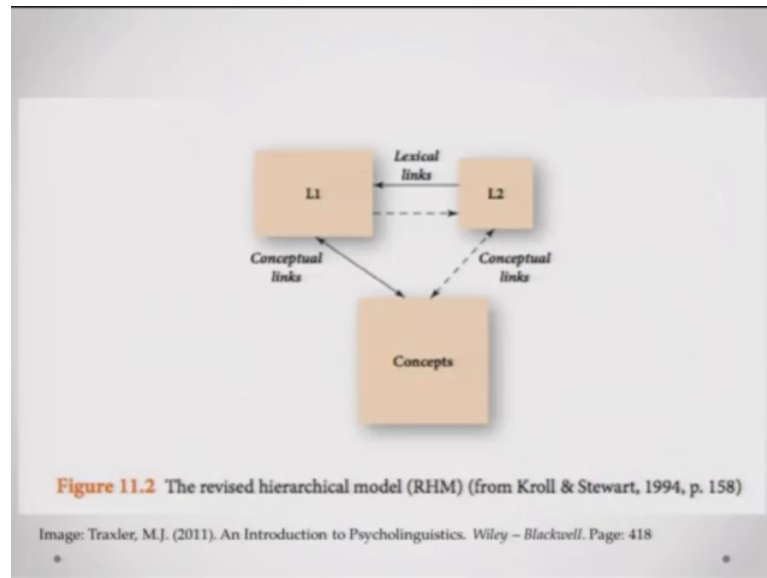 Lexical
links
L1
L2
Conceptual
links
Conceptual
links
Concepts
Figure 11.2 The revised hierarchical model (RHM) (from Kroll & Stewart, 1994, p. 158)
Image: Traxler, M.J. (2011). An Introduction to Psycholinguistics. Wiley – Blackwell. Page: 418